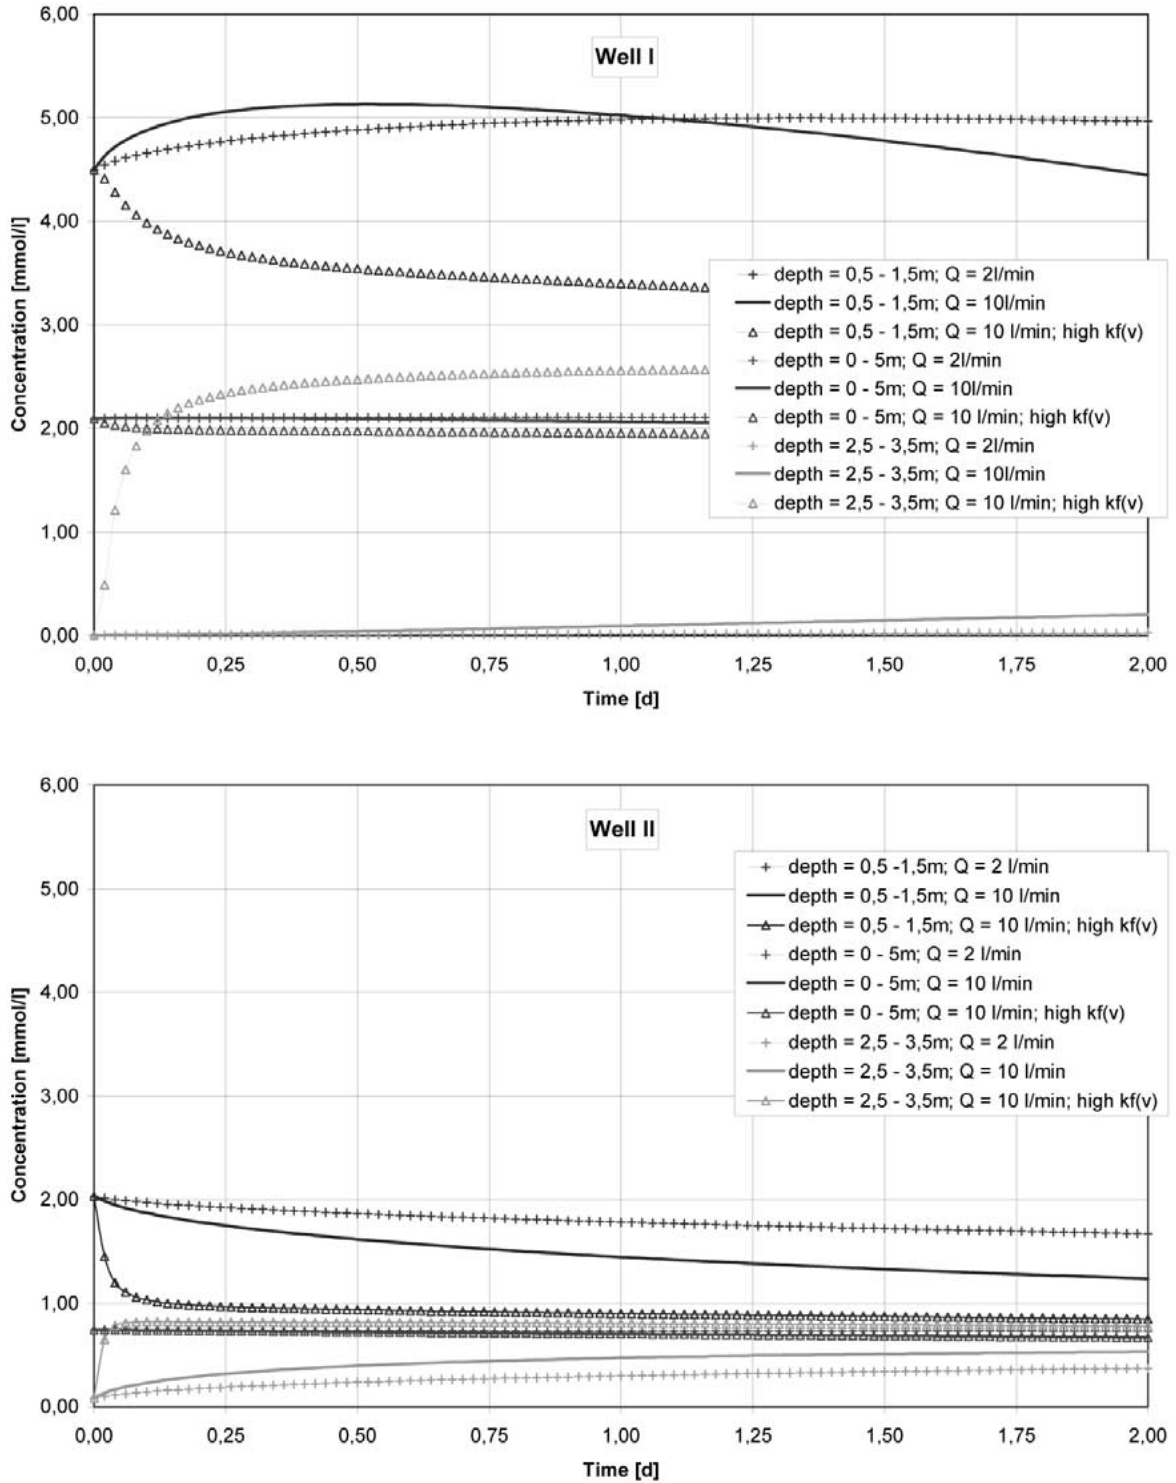 6,00
Well I
5,00
4,00
Concentration [mmol/l]
depth = 0,5 - 1,5m; Q = 2l/min
depth = 0,5 - 1,5m; Q = 10l/min
3,00
depth = 0,5 - 1,5m; Q = 10 l/min; high kf(v)
depth = 0 - 5m; Q = 2l/min
depth = 0 - 5m; Q = 10l/min
2,00
depth = 0 - 5m; Q = 10 l/min; high kf(v)
depth = 2,5 - 3,5m; Q = 2l/min
depth = 2,5 - 3,5m; Q = 10l/min
depth = 2,5 - 3,5m; Q = 10 l/min; high kf(v)
1,00
0,00
0,00 0,25 0,50 0,75 1,00 1,25 1,50 1,75 2,00
Time [d]
6,00
Well II
depth = 0,5 -1,5m; Q = 2 l/min
5,00
depth = 0,5 -1,5m; Q = 10 l/min
depth = 0,5 - 1,5m; Q = 10 l/min; high kf(v)
depth = 0 - 5m; Q = 2 l/min
4,00
depth = 0 - 5m; Q = 10 l/min
depth = 0 - 5m; Q = 10 l/min; high kf(v)
depth = 2,5 - 3,5m; Q = 2 l/min
depth = 2,5 - 3,5m; Q = 10 l/min
3,00
depth = 2,5 - 3,5m; Q = 10 l/min; high kf(v)
Concentration [mmol/l]
2,00
1,00
0,00
0,00 0,25 0,50 0,75 1,00 1,25 1,50 1,75 2,00
Time [d]